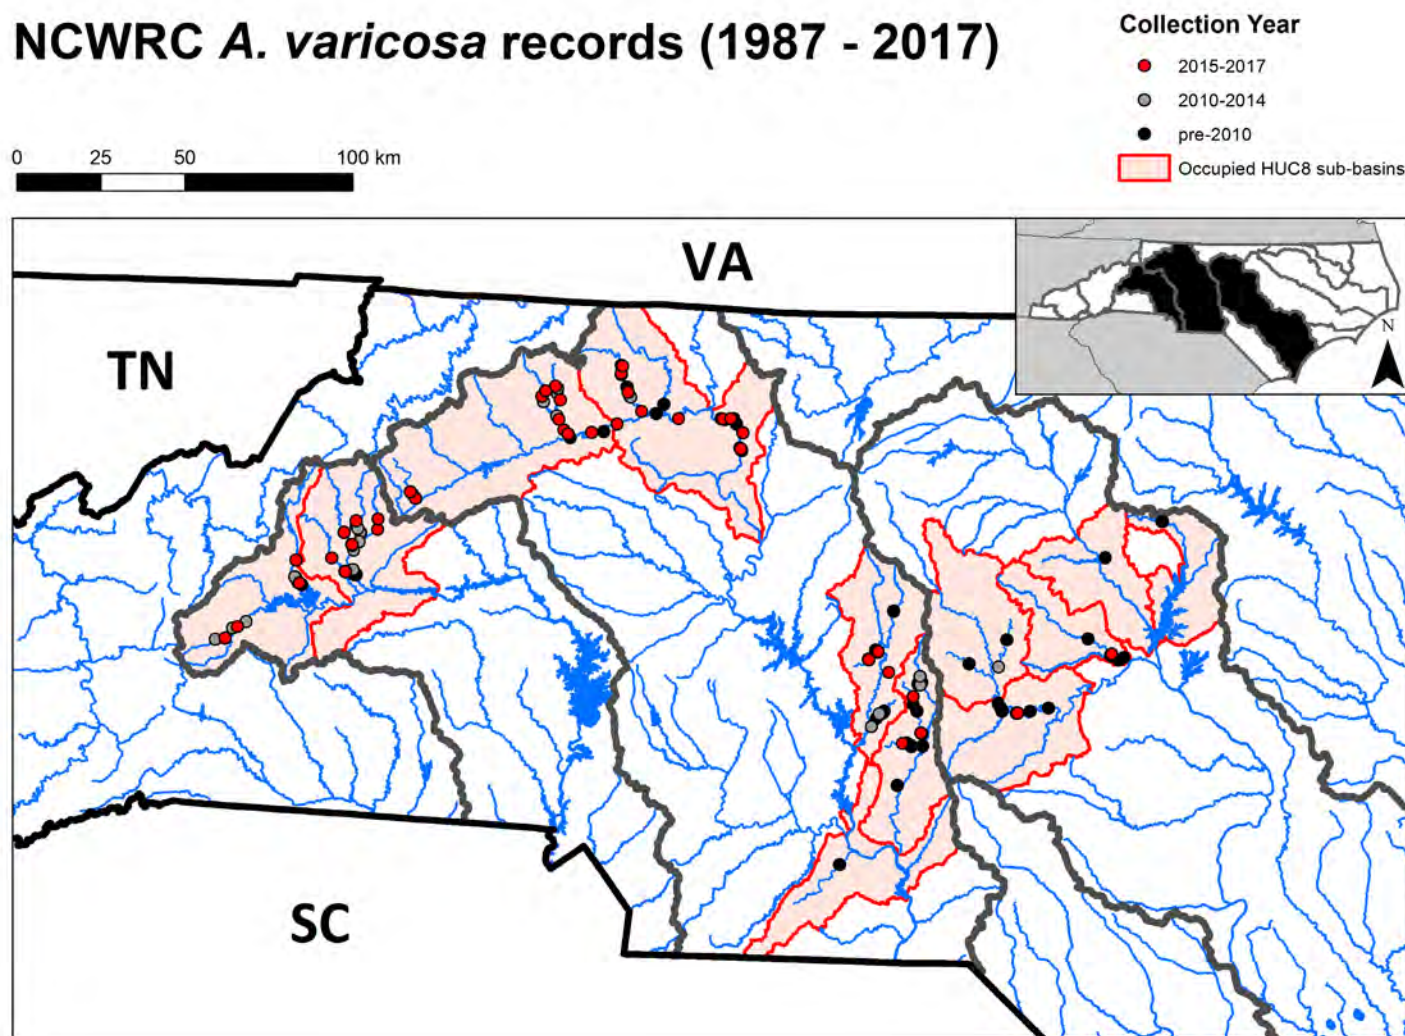 NCWRC A. varicosa records (1987 - 2017)
Collection Year
2015-2017
2010-2014
pre-2010
Occupied HUC8 sub-basins
0 25 50 100 km
VA
TN
SC
N